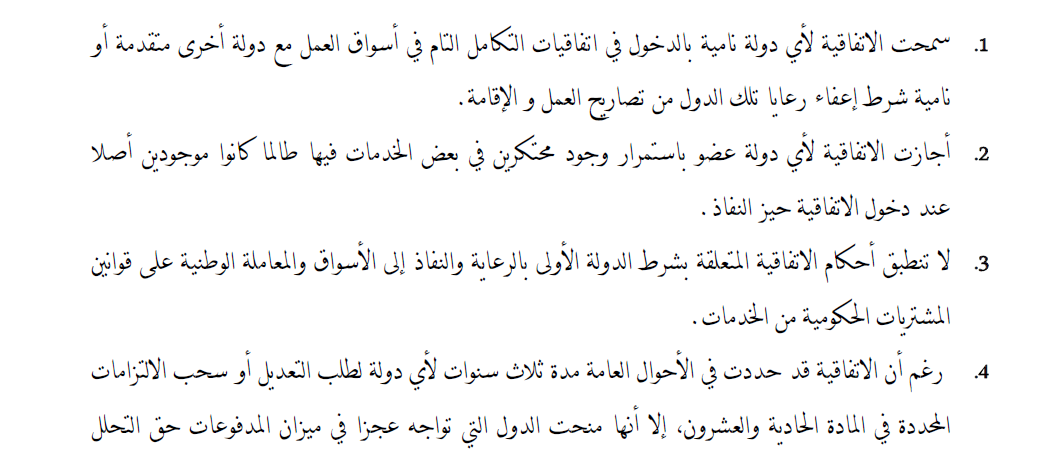 1. سمحت الاتفاقية لأي دولة نامية بالدخول في اتفاقيات التكامل التام في أسواق العمل مع دولة أخرى متقدمة أو
نامية شرط إعفاء رعايا تلك الدول من تصاريح العمل و الإقامة.
2. أجازت الاتفاقية لأي دولة عضو باستمرار وجود محتكرين في بعض الخدمات فيها طالما كانوا موجودين أصلا
عند دخول الاتفاقية حيز النفاذ .
3. لا تنطبق أحكام الاتفاقية المتعلقة بشرط الدولة الأولى بالرعاية والنفاذ إلى الأسواق والمعاملة الوطنية على قوانين
المشتريات الحكومية من الخدمات.
4. رغم أن الاتفاقية قد حددت في الأحوال العامة مدة ثلاث سنوات لأي دولة لطلب التعديل أو سحب الالتزامات
المحددة في المادة الحادية والعشرون، إلا أنها منحت الدول التي تواجه عجزا في ميزان المدفوعات حق التحلل